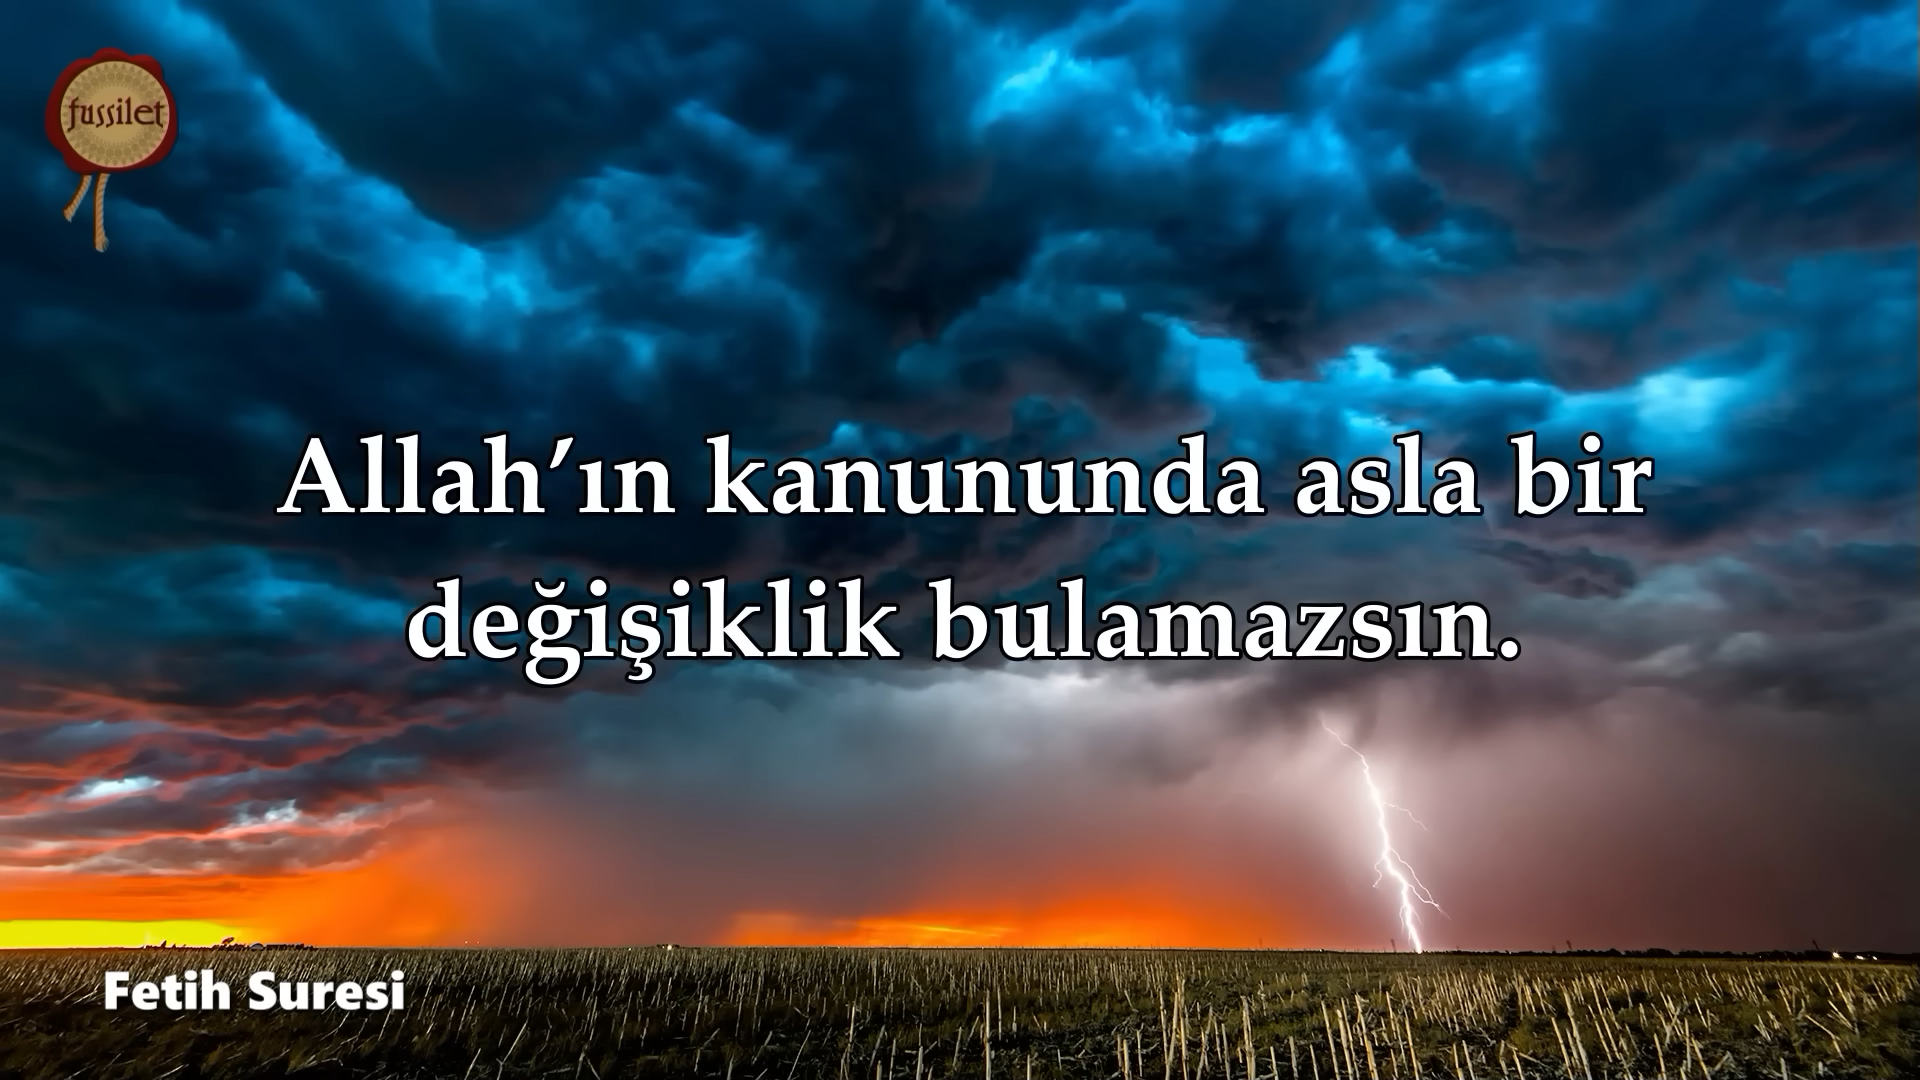 fussilet
Allah’ın kanununda asla bir
değişiklik bulamazsın.
Fetih Suresi